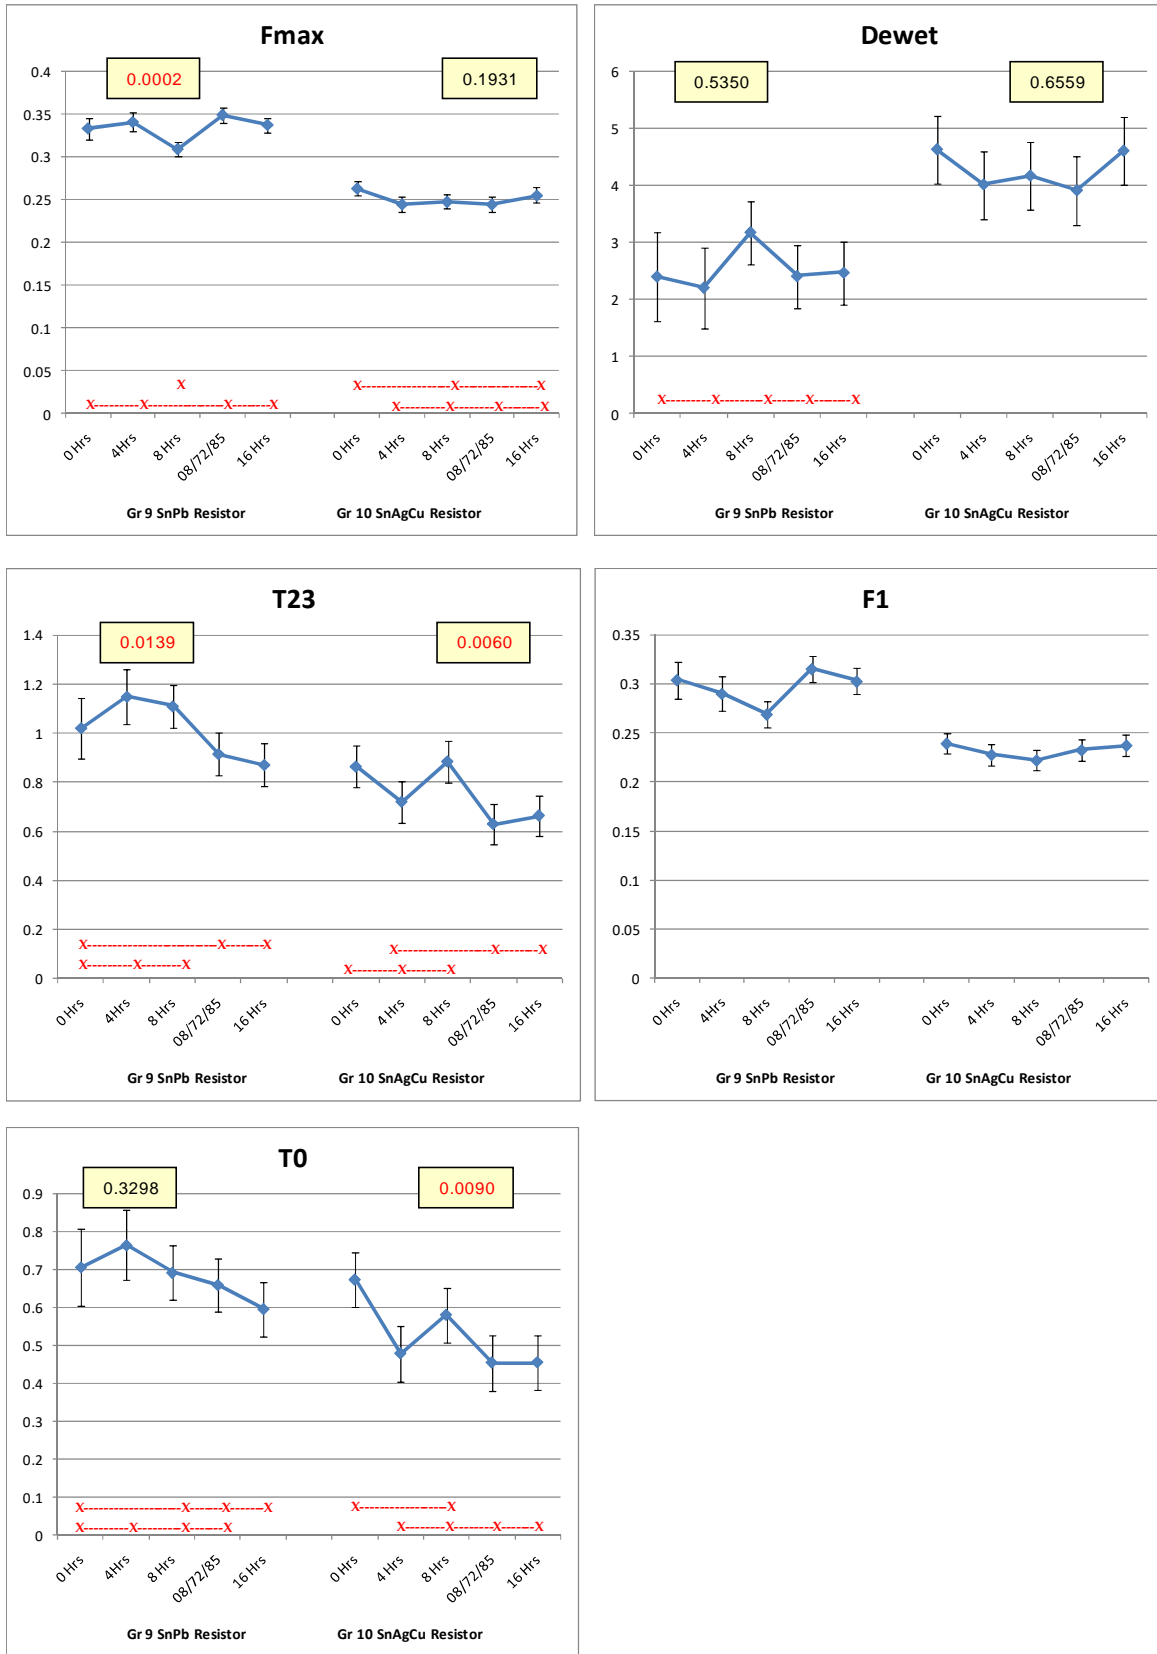 Fmax
0.0002
0.1931
0.4
0.35
0.3
0.25
0.2
0.15
0.1
0.05
0
X
X---------X--------------X--------X
X-----------------X---------------X
X---------X--------X--------X
0 Hrs
4 Hrs
8 Hrs
08/72/85
16 Hrs
0 Hrs
4 Hrs
8 Hrs
08/72/85
16 Hrs
Gr 9 SnPb Resistor
Gr 10 SnAgCu Resistor
Dewet
0.5350
0.6559
6
5
4
3
2
1
0
X---------X---------X-------X--------X
0 Hrs
4 Hrs
8 Hrs
08/72/85
16 Hrs
0 Hrs
4 Hrs
8 Hrs
08/72/85
16 Hrs
Gr 9 SnPb Resistor
Gr 10 SnAgCu Resistor
T23
0.0139
0.0060
1.4
1.2
1
0.8
0.6
0.4
0.2
0
X-------------------------X--------X
X---------X--------X
X------------------X--------X
X---------X--------X
0 Hrs
4 Hrs
8 Hrs
08/72/85
16 Hrs
0 Hrs
4 Hrs
8 Hrs
08/72/85
16 Hrs
Gr 9 SnPb Resistor
Gr 10 SnAgCu Resistor
F1
0.35
0.3
0.25
0.2
0.15
0.1
0.05
0
0 Hrs
4 Hrs
8 Hrs
08/72/85
16 Hrs
0 Hrs
4 Hrs
8 Hrs
08/72/85
16 Hrs
Gr 9 SnPb Resistor
Gr 10 SnAgCu Resistor
T0
0.3298
0.0090
0.9
0.8
0.7
0.6
0.5
0.4
0.3
0.2
0.1
0
X-------------------X-------X-------X
X---------X---------X-------X
X------------------X
X--------X--------X-------X
0 Hrs
4 Hrs
8 Hrs
08/72/85
16 Hrs
0 Hrs
4 Hrs
8 Hrs
08/72/85
16 Hrs
Gr 9 SnPb Resistor
Gr 10 SnAgCu Resistor